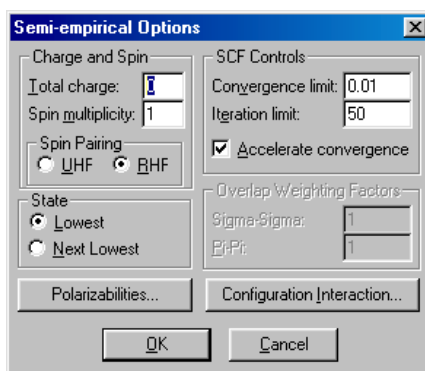 Semi-empirical Options
Charge and Spin
Total charge: 0
Spin multiplicity: 1
Spin Pairing
UHF RHF
State
Lowest
Next Lowest
SCF Controls
Convergence limit: 0.01
Iteration limit: 50
Accelerate convergence
Overlap Weighting Factors
Sigma-Sigma: 1
Pi-Pi: 1
Polarizabilities... Configuration Interaction...
OK Cancel